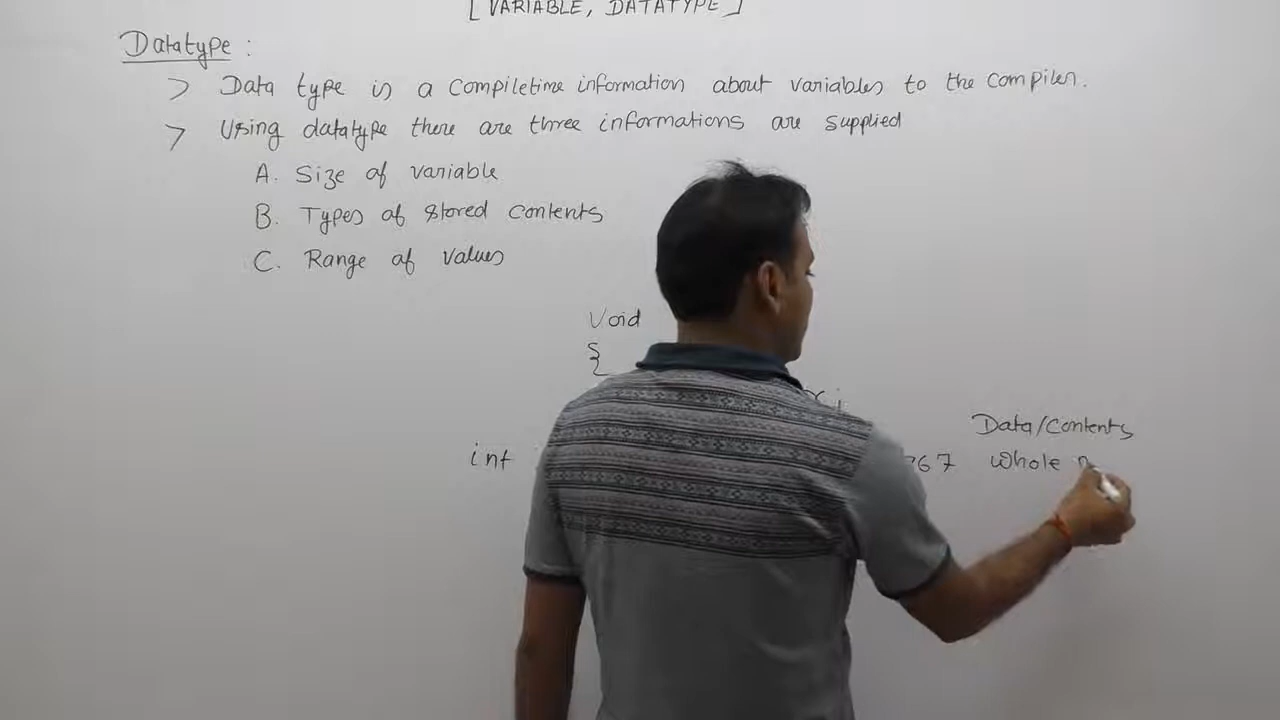 [ VARIABLE, DATATYPE ]
Datatype :
> Data type is a Compiletime information about variables to the Compiler.
> Using datatype there are three informations are supplied
A. Size of variable
B. Types of Stored Contents
C. Range of values
Void
{
Data/Contents
int 767 Whole n